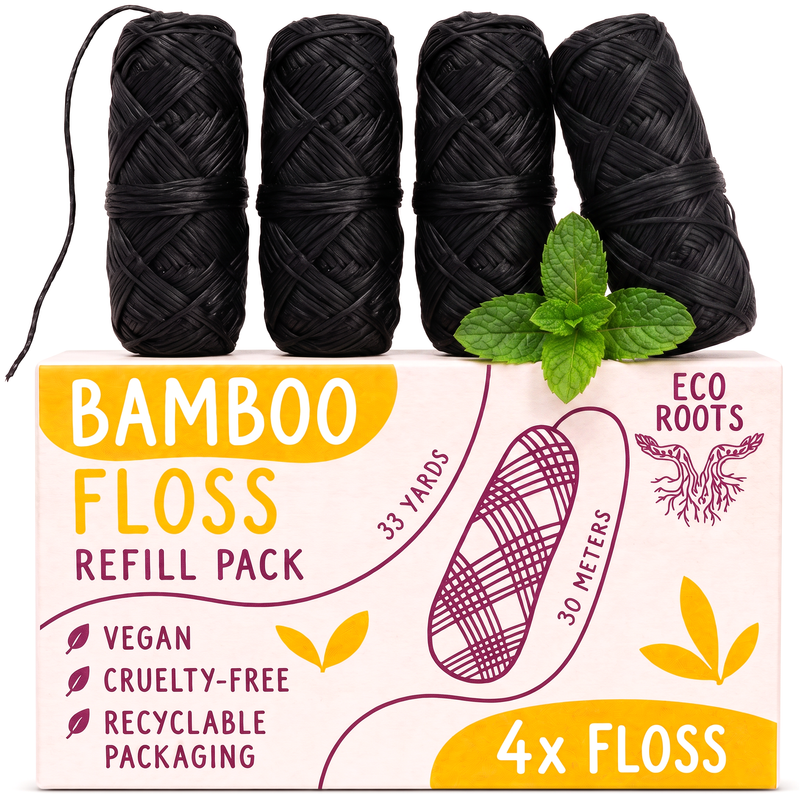 BAMBOO
FLOSS
REFILL PACK
33 YARDS
30 METERS
ECO
ROOTS
VEGAN
CRUELTY-FREE
RECYCLABLE
PACKAGING
4x FLOSS